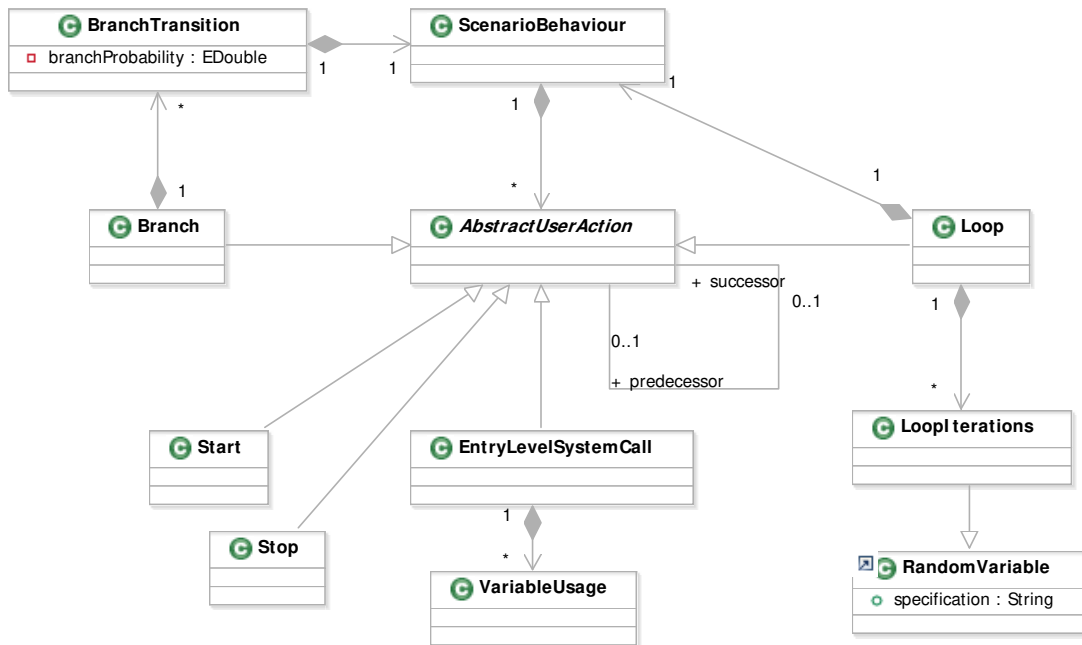 C BranchTransition
branchProbability : EDouble
1
1
C ScenarioBehaviour
1
*
1
1
*
1
C Branch
C AbstractUserAction
C Loop
+ successor
0..1
0..1
+ predecessor
1
*
C Start
C EntryLevelSystemCall
C LoopIterations
1
*
C Stop
C VariableUsage
C RandomVariable
specification : String